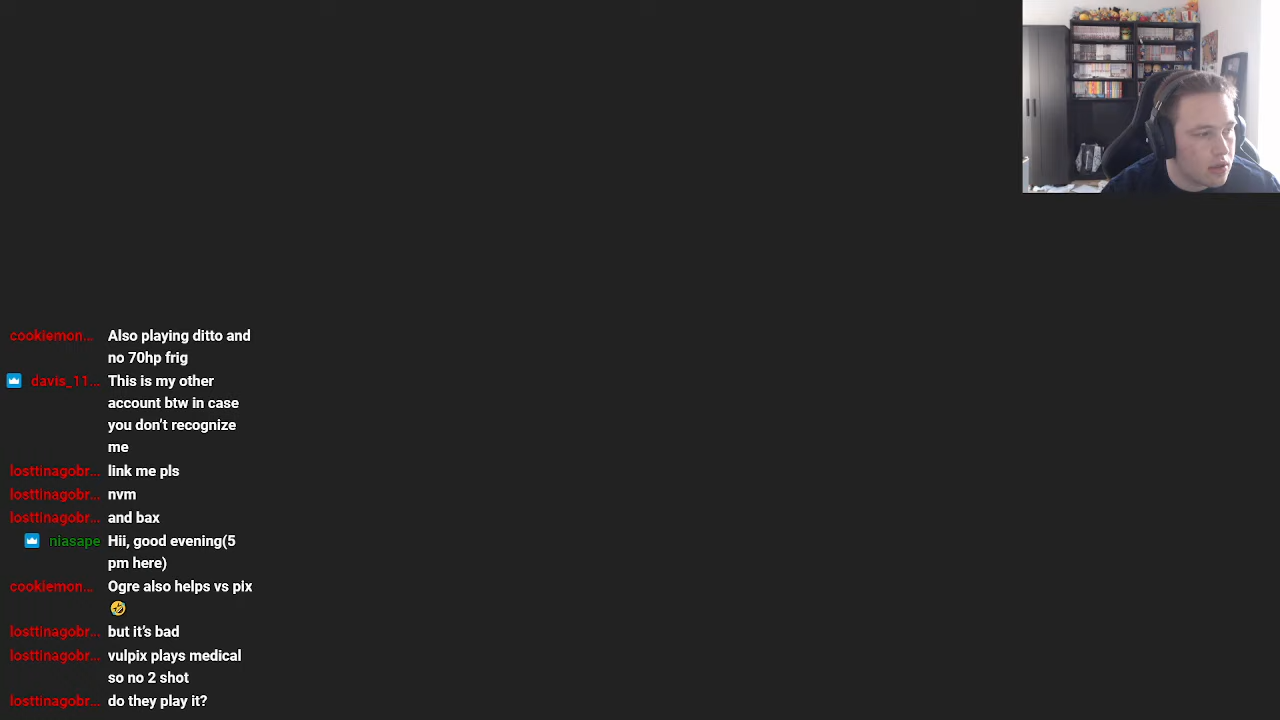 cookiemon... Also playing ditto and
no 70hp frig
davis_11... This is my other
account btw in case
you don't recognize
me
losttinagobr... link me pls
losttinagobr... nvm
losttinagobr... and bax
niasape Hii, good evening(5
pm here)
cookiemon... Ogre also helps vs pix
🤣
losttinagobr... but it's bad
losttinagobr... vulpix plays medical
so no 2 shot
losttinagobr... do they play it?